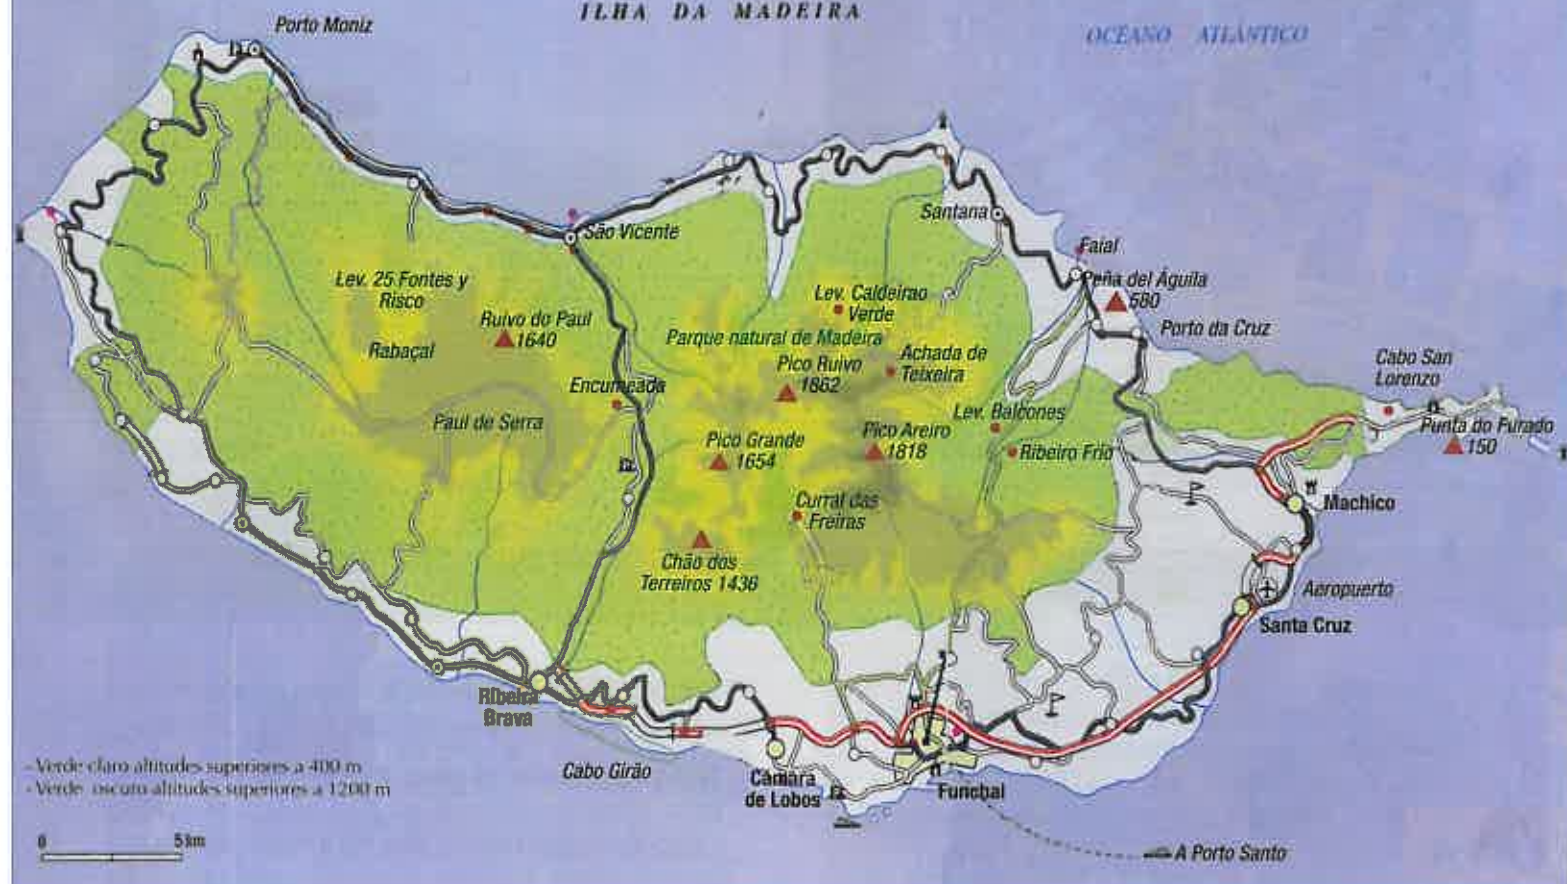 ILHA DA MADEIRA
OCÉANO ATLÁNTICO
Porto Moniz
São Vicente
Santana
Faial
Peña del Águila
580
Lev. 25 Fontes y
Risco
Lev. Caldeirao
Verde
Ruivo do Paul
1640
Parque natural de Madeira
Porto da Cruz
Rabaçal
Pico Ruivo
1862
Achada de
Teixeira
Cabo San
Lorenzo
Encumeada
Paul de Serra
Lev. Balcones
Pico Grande
1654
Pico Areiro
1818
Ribeiro Frio
Punta do Furado
150
Curral das
Freiras
Machico
Chão dos
Terreiros 1436
Aeropuerto
Santa Cruz
Ribeira
Brava
Cabo Girão
Câmara
de Lobos
Funchal
- Verde claro altitudes superiores a 400 m
- Verde oscuro altitudes superiores a 1200 m
0 5 km
A Porto Santo